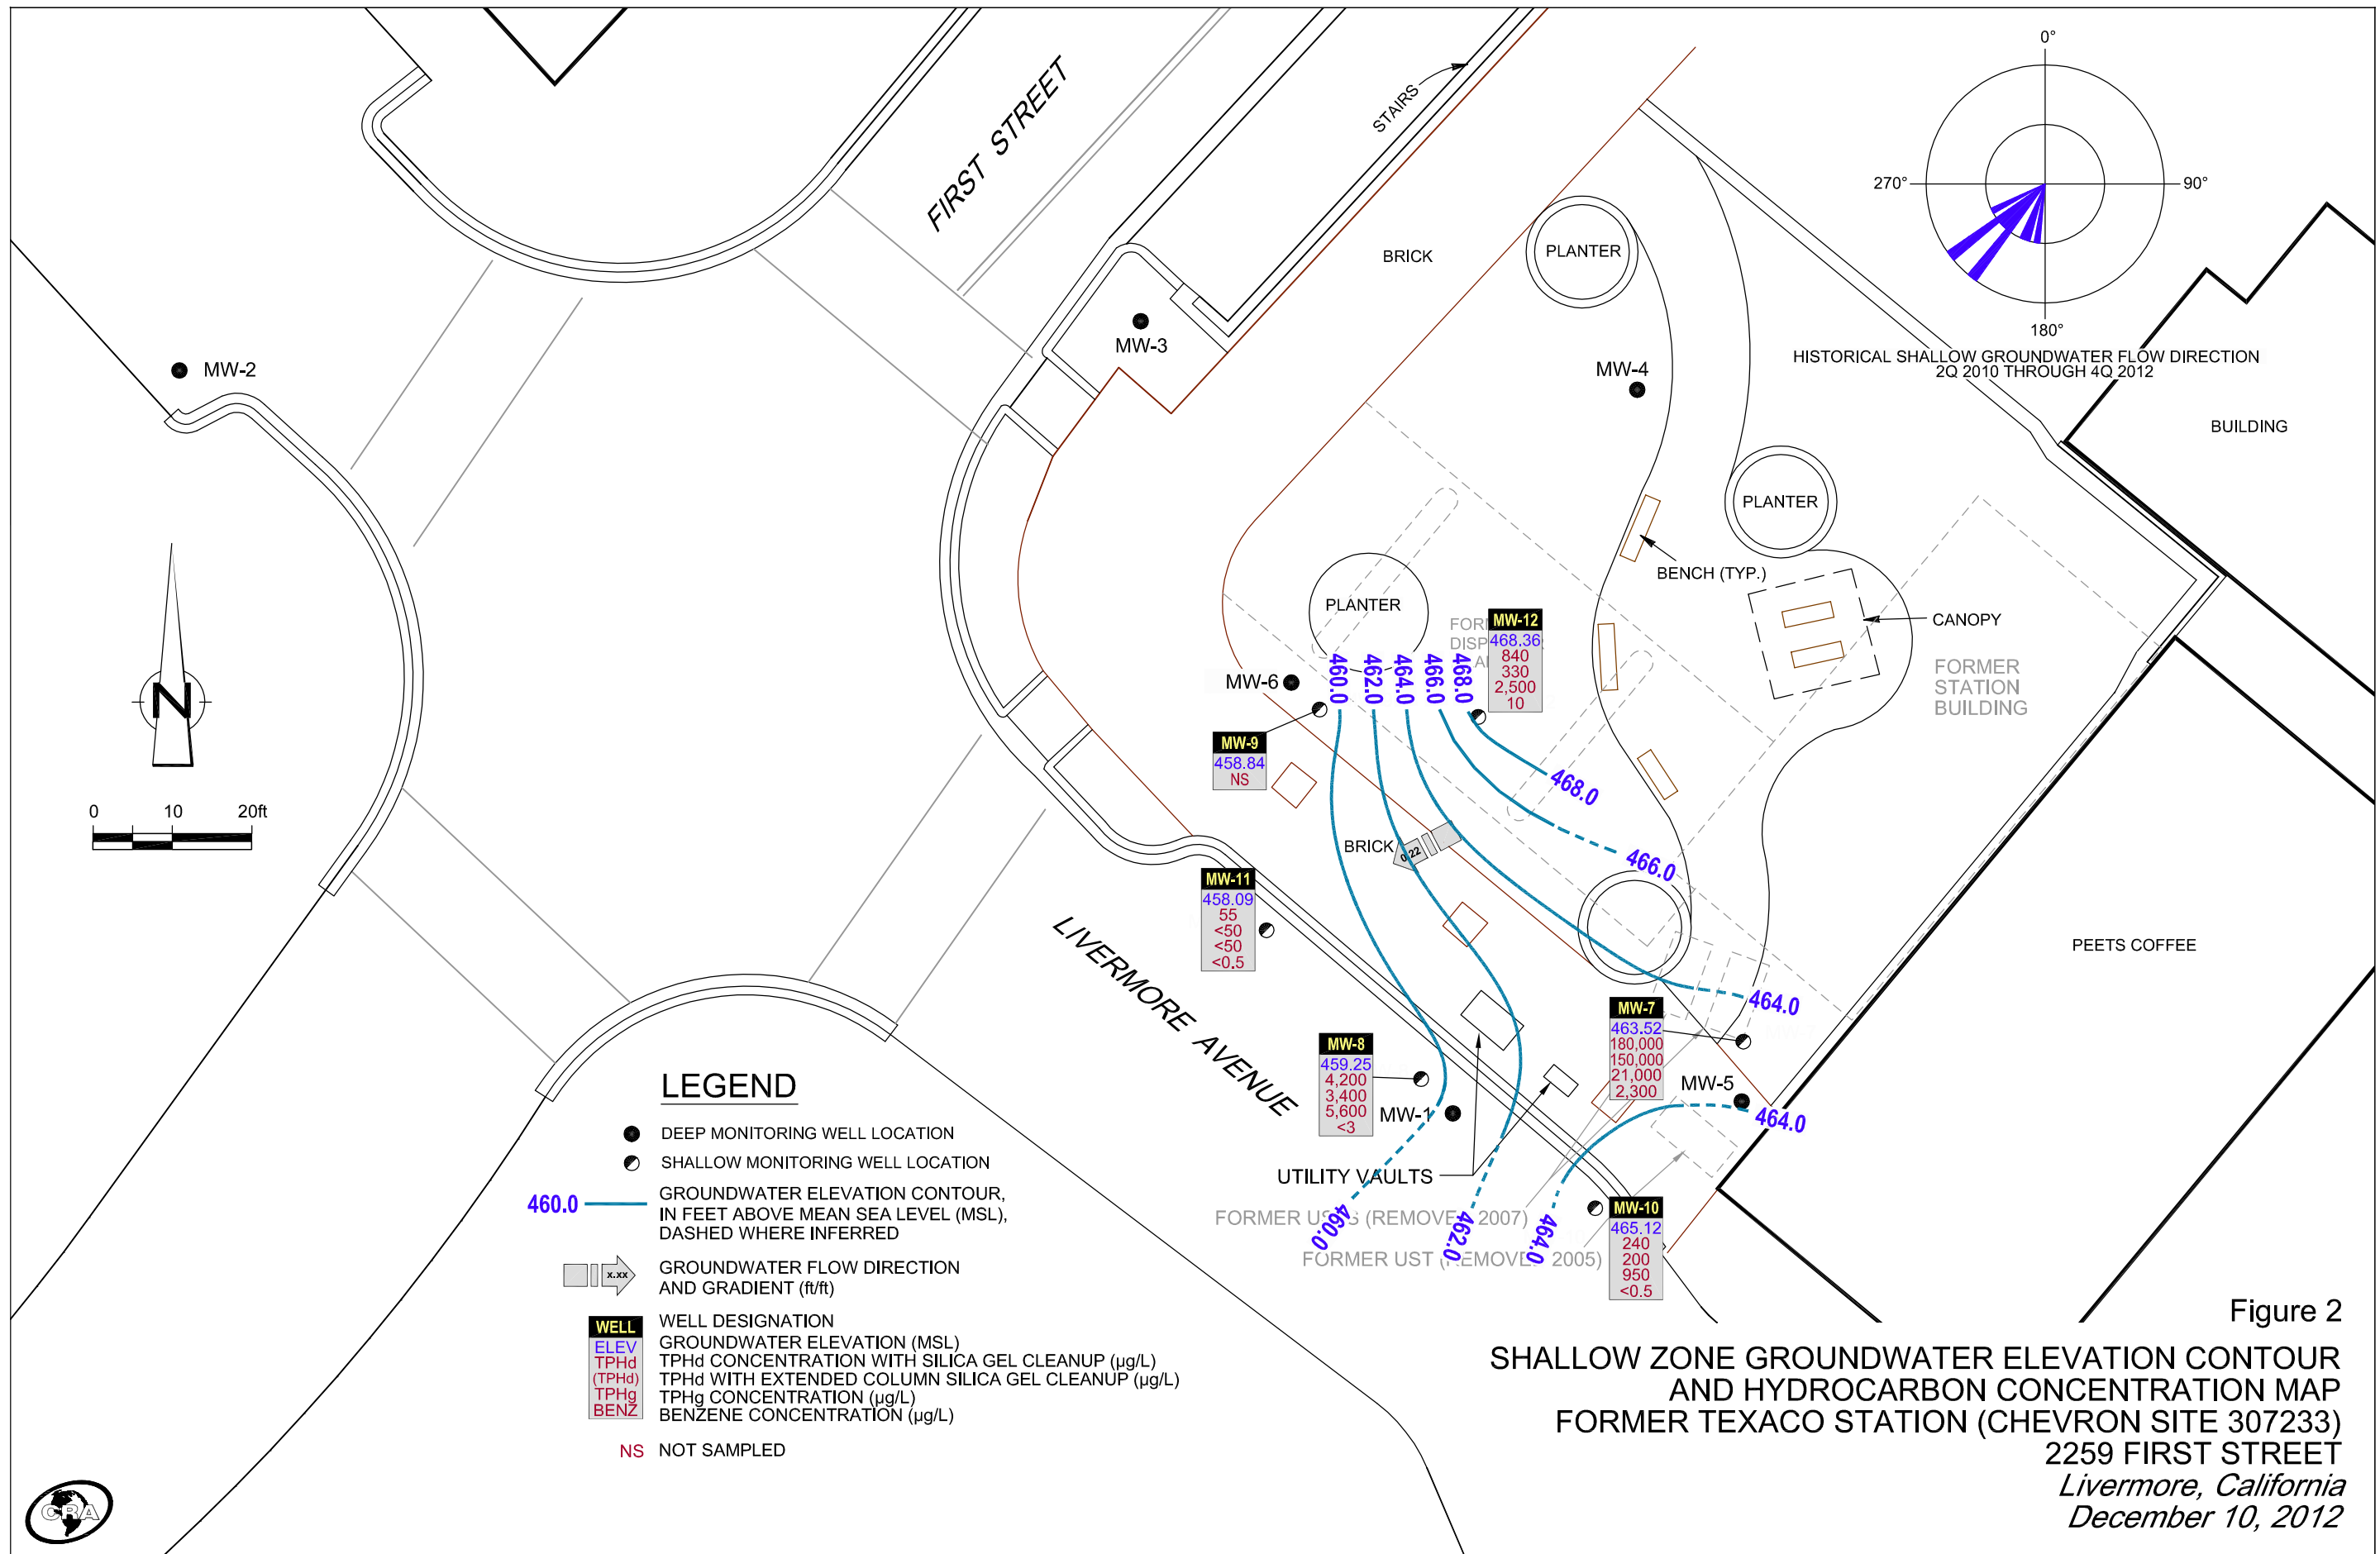 FIRST STREET
STAIRS
0°
270°
90°
180°
HISTORICAL SHALLOW GROUNDWATER FLOW DIRECTION
2Q 2010 THROUGH 4Q 2012
BRICK
PLANTER
MW-3
MW-2
MW-4
BUILDING
PLANTER
BENCH (TYP.)
PLANTER
CANOPY
FORMER
STATION
BUILDING
MW-12
468.36
840
330
2,500
10
460.0
462.0
464.0
466.0
468.0
MW-6
MW-9
458.84
NS
N
0 10 20ft
468.0
BRICK
0.22
466.0
MW-11
458.09
55
<50
<50
<0.5
LIVERMORE AVENUE
PEETS COFFEE
464.0
MW-7
463.52
180,000
150,000
21,000
2,300
MW-8
459.25
4,200
3,400
5,600
<3
MW-1
MW-5
464.0
UTILITY VAULTS
FORMER US S (REMOVE 2007)
FORMER UST ( EMOVE 2005)
460.0
462.0
464.0
MW-10
465.12
240
200
950
<0.5
LEGEND
DEEP MONITORING WELL LOCATION
SHALLOW MONITORING WELL LOCATION
460.0
GROUNDWATER ELEVATION CONTOUR,
IN FEET ABOVE MEAN SEA LEVEL (MSL),
DASHED WHERE INFERRED
x.xx
GROUNDWATER FLOW DIRECTION
AND GRADIENT (ft/ft)
WELL WELL DESIGNATION
ELEV GROUNDWATER ELEVATION (MSL)
TPHd TPHd CONCENTRATION WITH SILICA GEL CLEANUP (µg/L)
(TPHd) TPHd WITH EXTENDED COLUMN SILICA GEL CLEANUP (µg/L)
TPHg TPHg CONCENTRATION (µg/L)
BENZ BENZENE CONCENTRATION (µg/L)
NS NOT SAMPLED
CRA
Figure 2
SHALLOW ZONE GROUNDWATER ELEVATION CONTOUR
AND HYDROCARBON CONCENTRATION MAP
FORMER TEXACO STATION (CHEVRON SITE 307233)
2259 FIRST STREET
Livermore, California
December 10, 2012